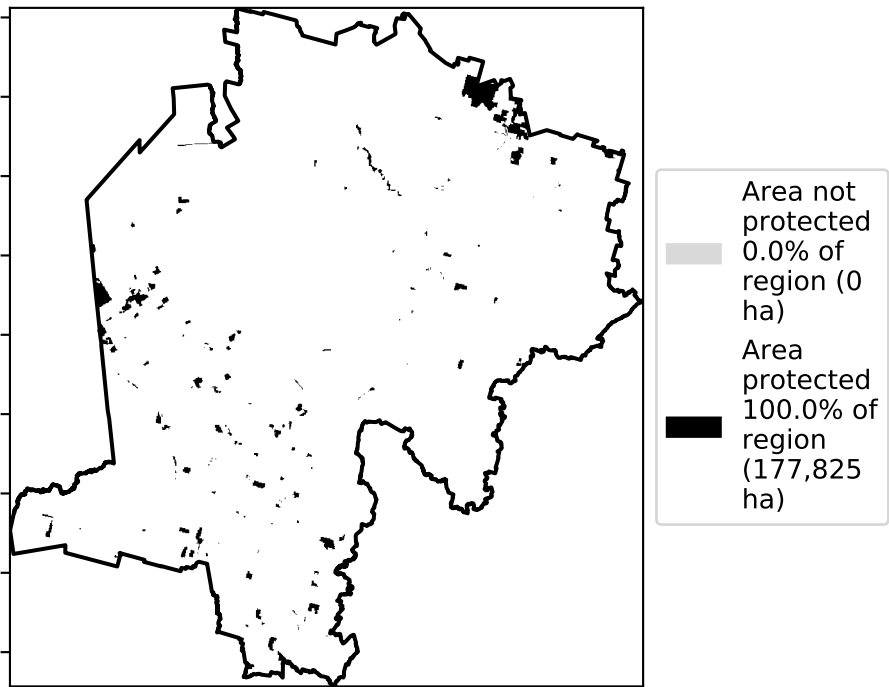 Area not
protected
0.0% of
region (0
ha)
Area
protected
100.0% of
region
(177,825
ha)